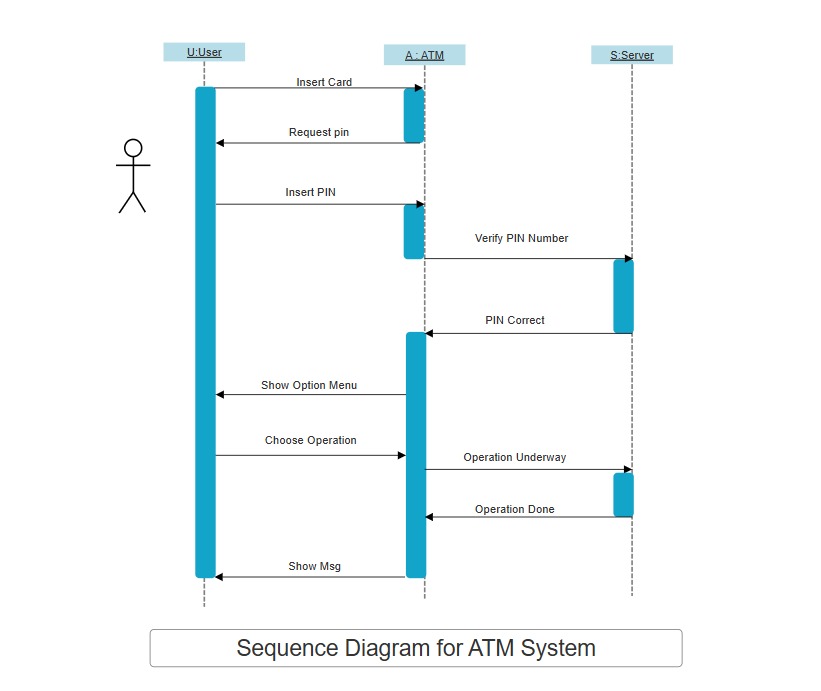 U:User
A : ATM
S:Server
Insert Card
Request pin
Insert PIN
Verify PIN Number
PIN Correct
Show Option Menu
Choose Operation
Operation Underway
Operation Done
Show Msg
Sequence Diagram for ATM System